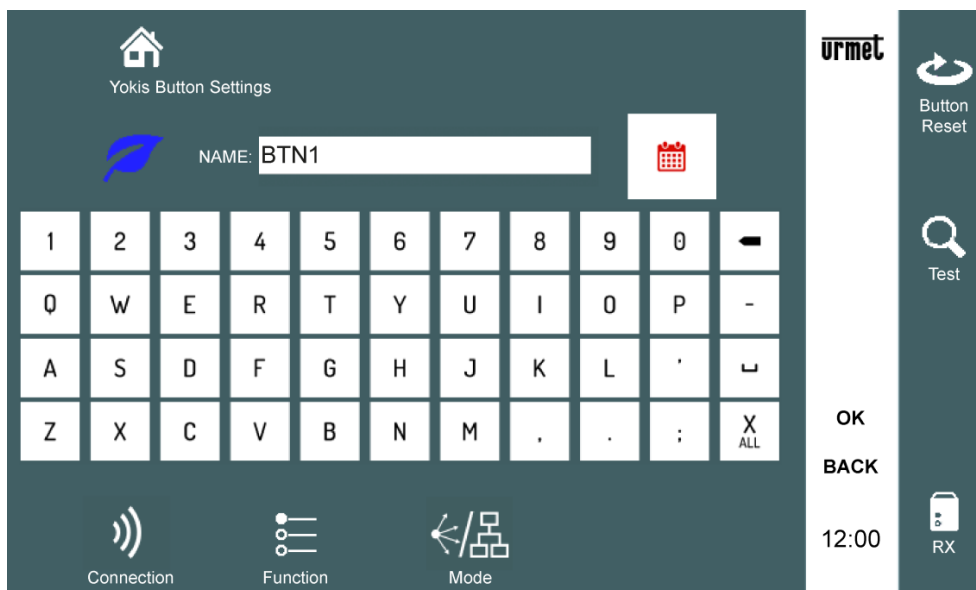 urmet
Yokis Button Settings
Button
Reset
NAME: BTN1
1 2 3 4 5 6 7 8 9 0
Q W E R T Y U I O P -
A S D F G H J K L '
Z X C V B N M , . ; X
ALL
Test
OK
BACK
12:00
RX
Connection Function Mode